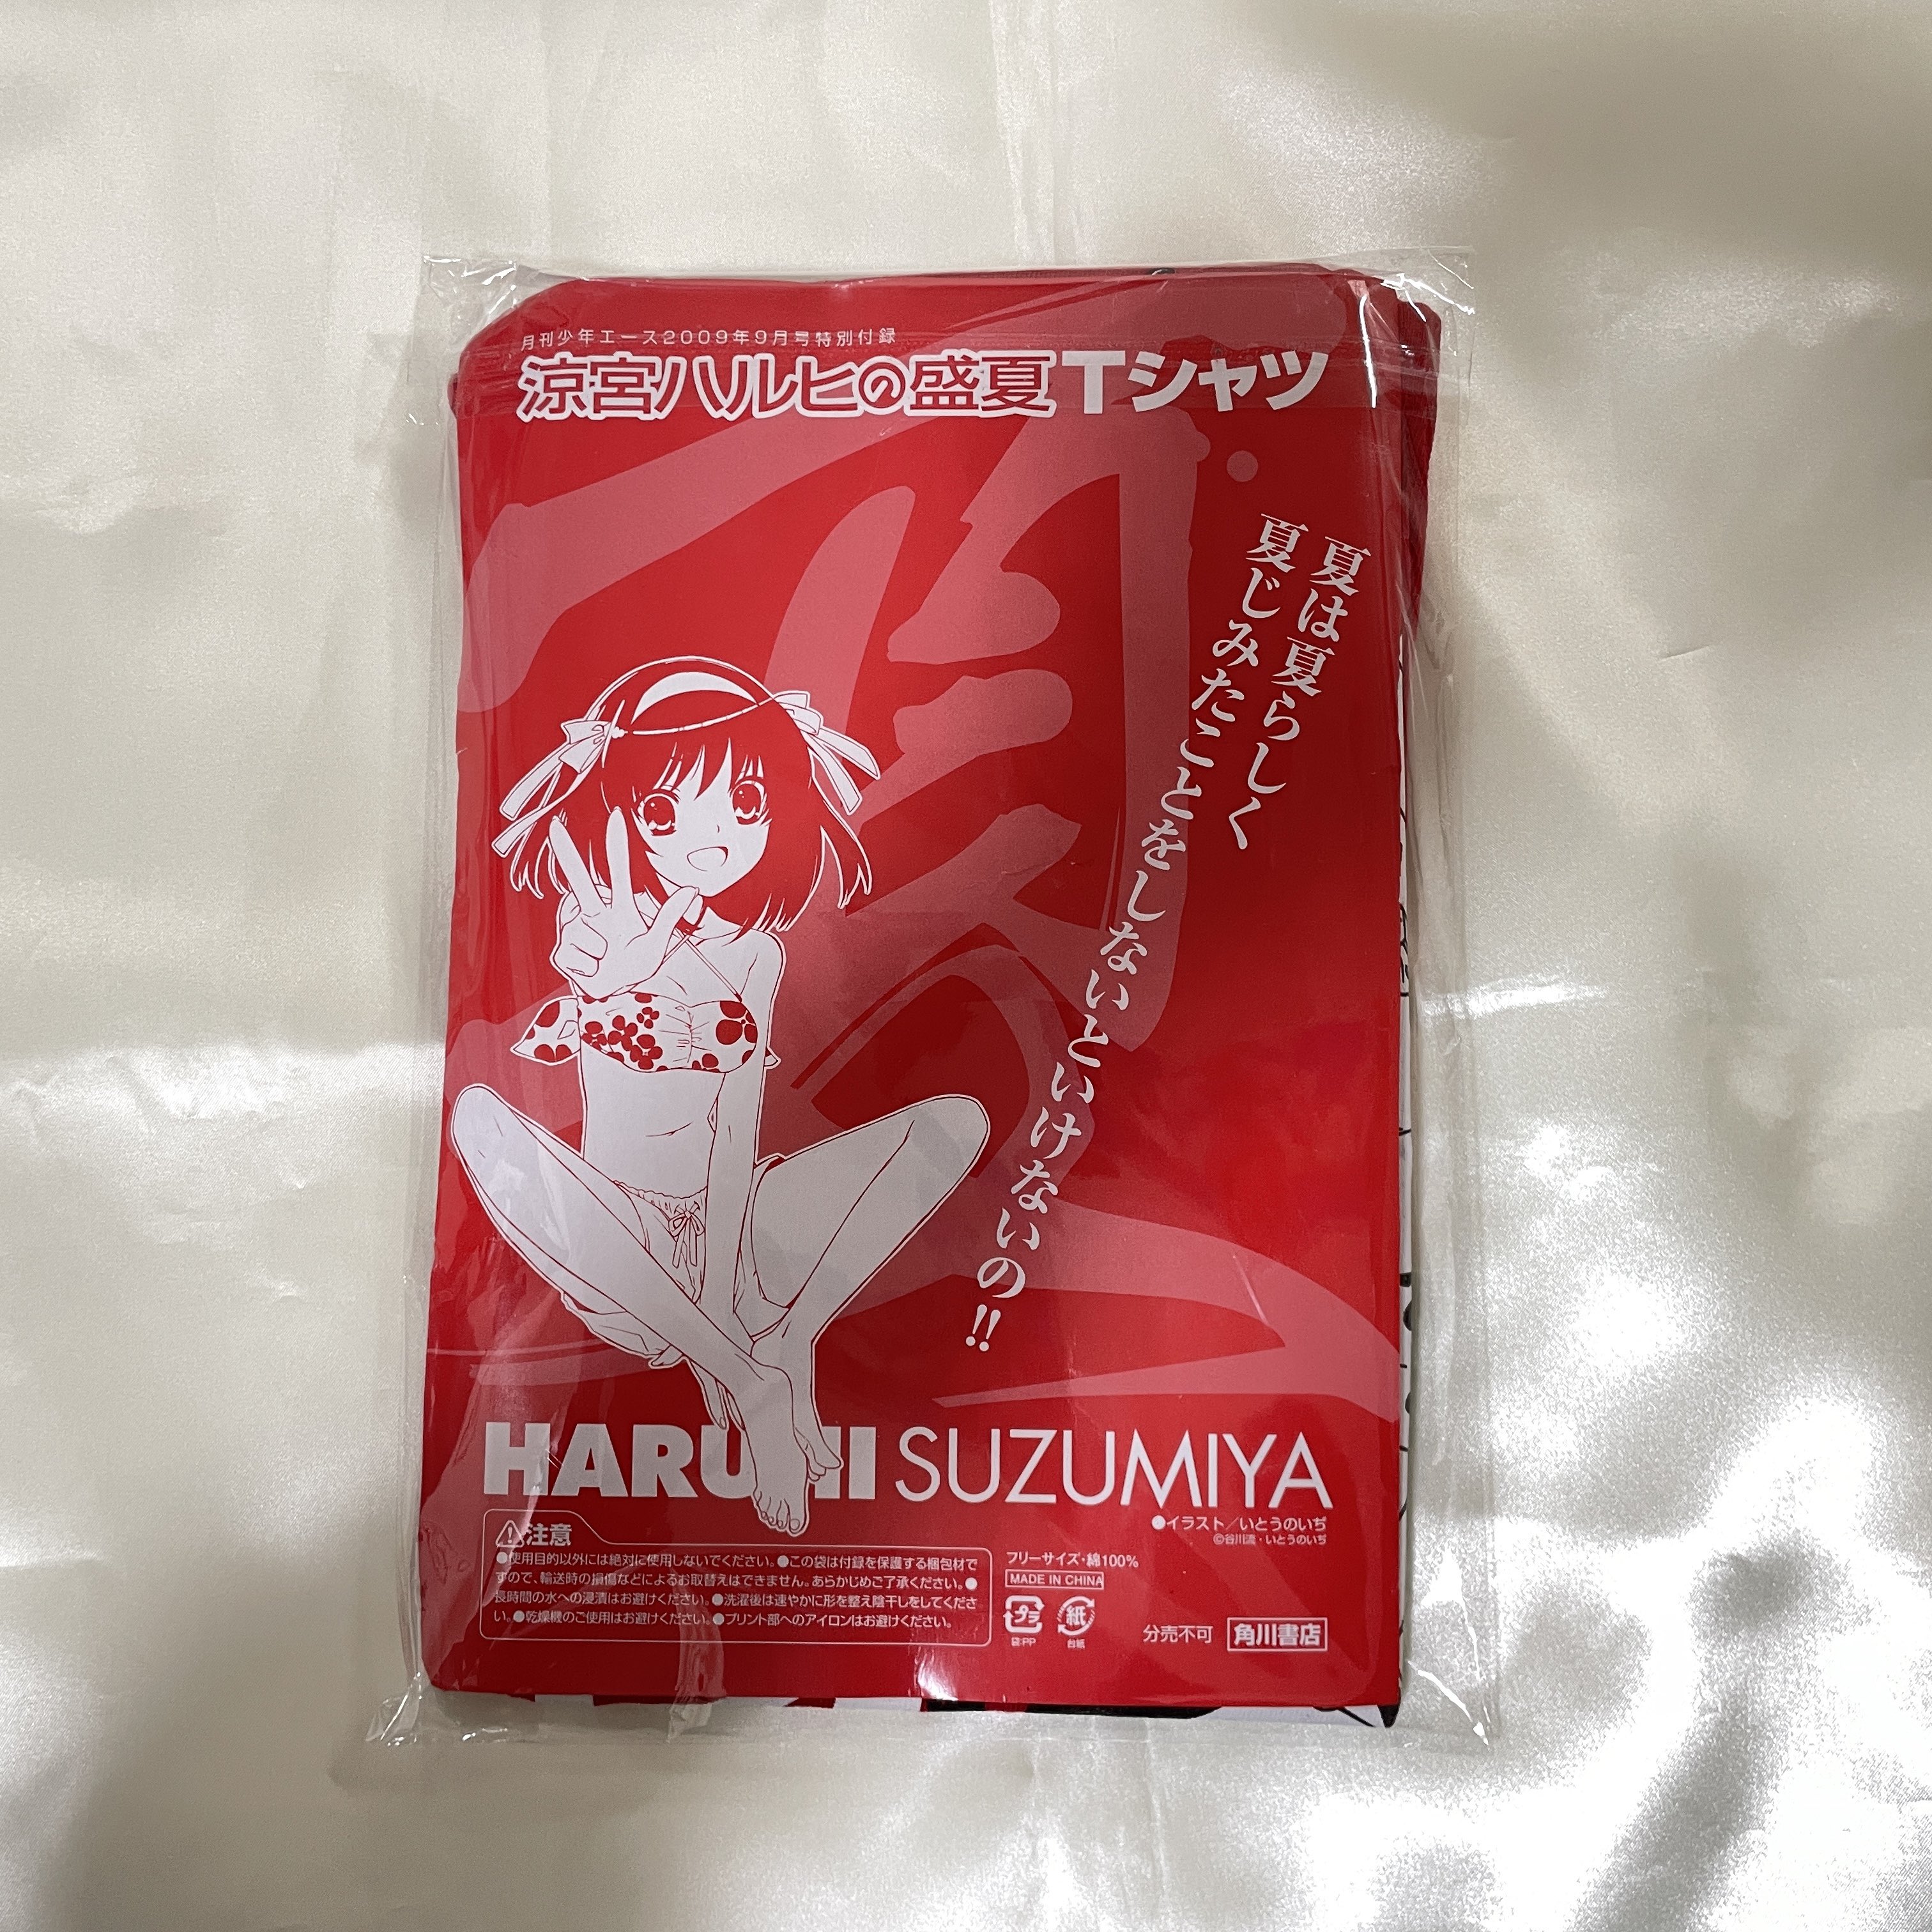 月刊少年エース2009年9月号特別付録
涼宮ハルヒの盛夏Tシャツ
夏は夏らしく
夏じみたことをしないといけないの!!
HARUHI SUZUMIYA
●イラスト/いとうのいぢ
©谷川流・いとうのいぢ
注意
●使用目的以外には絶対に使用しないでください。●この袋は付録を保護する梱包材で
すので、輸送時の損傷などによるお取替えはできません。あらかじめご了承ください。●
長時間の水への浸漬はお避けください。●洗濯後は速やかに形を整え陰干しをしてくださ
い。●乾燥機のご使用はお避けください。●プリント部へのアイロンはお避けください。
フリーサイズ・綿100%
MADE IN CHINA
プラ
袋:PP
紙
台紙
分売不可
角川書店